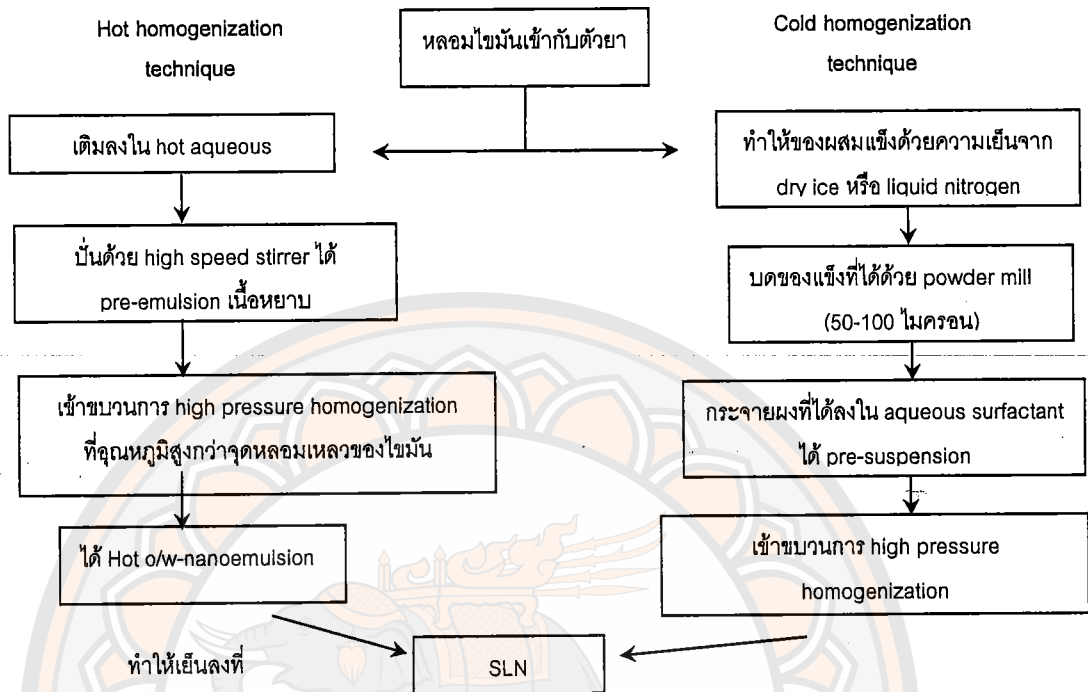 Hot homogenization
technique
หลอมไขมันเข้ากับตัวยา
Cold homogenization
technique
เติมลงใน hot aqueous
ปั่นด้วย high speed stirrer ได้
pre-emulsion เนื้อหยาบ
เข้าขบวนการ high pressure homogenization
ที่อุณหภูมิสูงกว่าจุดหลอมเหลวของไขมัน
ได้ Hot o/w-nanoemulsion
ทำให้เย็นลงที่
ทำให้ของผสมแข็งด้วยความเย็นจาก
dry ice หรือ liquid nitrogen
บดของแข็งที่ได้ด้วย powder mill
(50-100 ไมครอน)
กระจายผงที่ได้ลงใน aqueous surfactant
ได้ pre-suspension
เข้าขบวนการ high pressure
homogenization
SLN